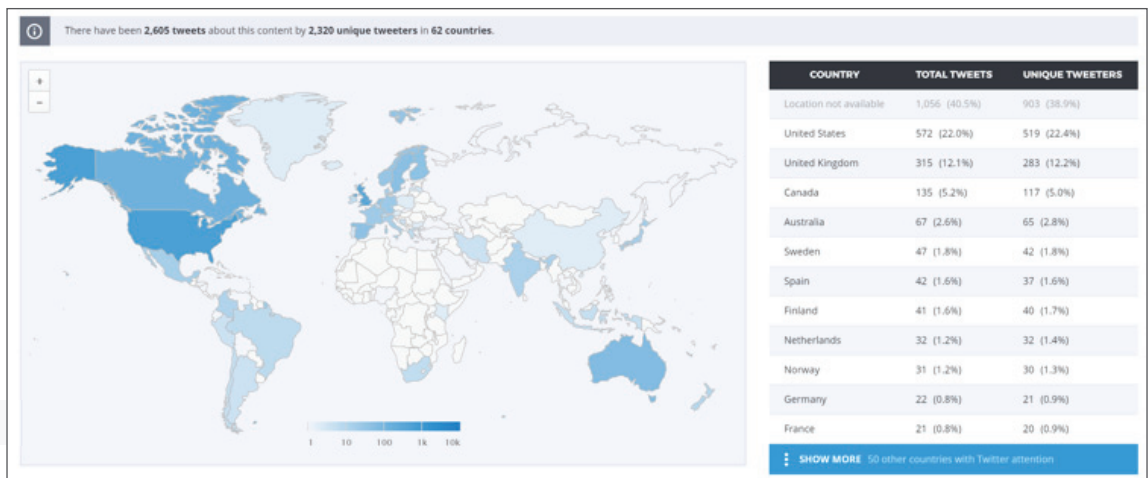 There have been 2,605 tweets about this content by 2,320 unique tweeters in 62 countries.
+
−
1 10 100 1k 10k
COUNTRY TOTAL TWEETS UNIQUE TWEETERS
Location not available 1,056 (40.5%) 903 (38.9%)
United States 572 (22.0%) 519 (22.4%)
United Kingdom 315 (12.1%) 283 (12.2%)
Canada 135 (5.2%) 117 (5.0%)
Australia 67 (2.6%) 65 (2.8%)
Sweden 47 (1.8%) 42 (1.8%)
Spain 42 (1.6%) 37 (1.6%)
Finland 41 (1.6%) 40 (1.7%)
Netherlands 32 (1.2%) 32 (1.4%)
Norway 31 (1.2%) 30 (1.3%)
Germany 22 (0.8%) 21 (0.9%)
France 21 (0.8%) 20 (0.9%)
SHOW MORE 50 other countries with Twitter attention